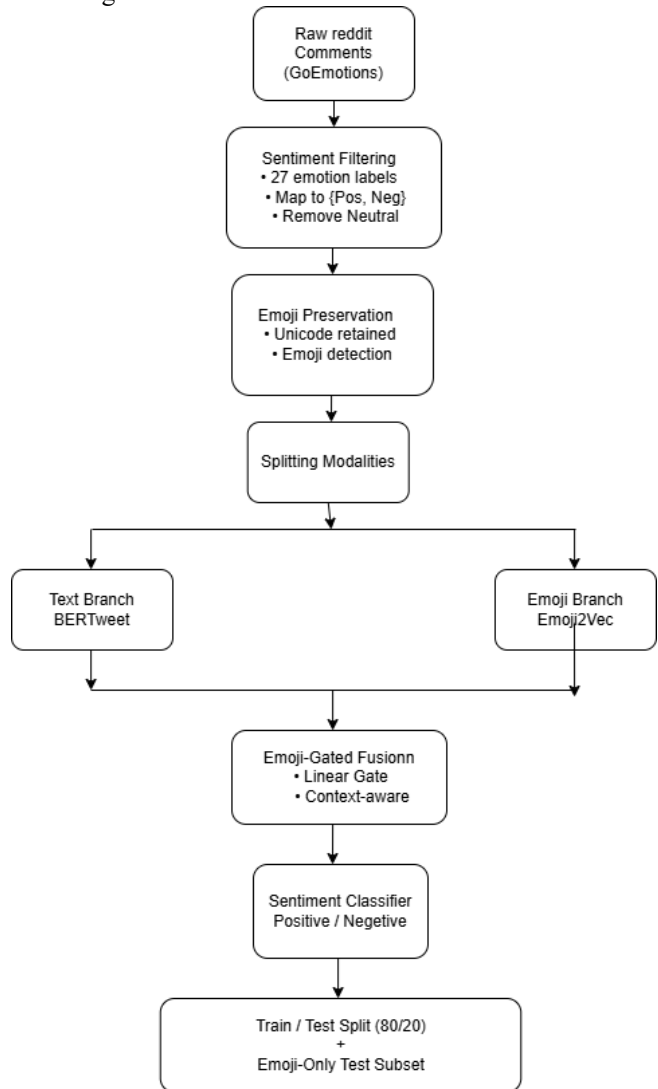 Raw reddit
Comments
(GoEmotions)
Sentiment Filtering
• 27 emotion labels
• Map to {Pos, Neg}
• Remove Neutral
Emoji Preservation
• Unicode retained
• Emoji detection
Splitting Modalities
Text Branch
BERTweet
Emoji Branch
Emoji2Vec
Emoji-Gated Fusionn
• Linear Gate
• Context-aware
Sentiment Classifier
Positive / Negetive
Train / Test Split (80/20)
+
Emoji-Only Test Subset